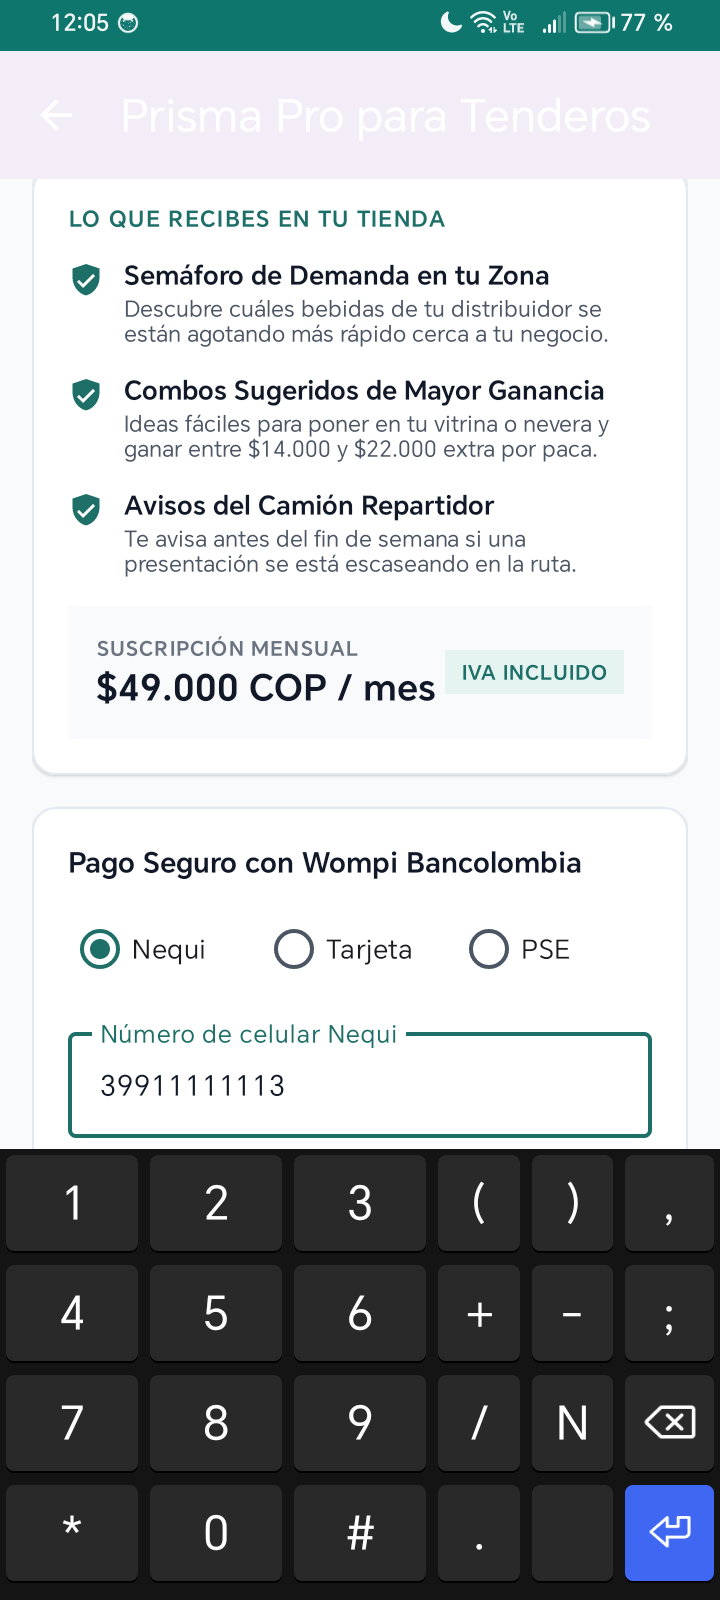 12:05 Vo LTE 77 %
Prisma Pro para Tenderos
LO QUE RECIBES EN TU TIENDA
Semáforo de Demanda en tu Zona
Descubre cuáles bebidas de tu distribuidor se
están agotando más rápido cerca a tu negocio.
Combos Sugeridos de Mayor Ganancia
Ideas fáciles para poner en tu vitrina o nevera y
ganar entre $14.000 y $22.000 extra por paca.
Avisos del Camión Repartidor
Te avisa antes del fin de semana si una
presentación se está escaseando en la ruta.
SUSCRIPCIÓN MENSUAL
$49.000 COP / mes IVA INCLUIDO
Pago Seguro con Wompi Bancolombia
Nequi Tarjeta PSE
Número de celular Nequi
39911111113
1 2 3 ( ) ,
4 5 6 + - ;
7 8 9 / N
* 0 # .